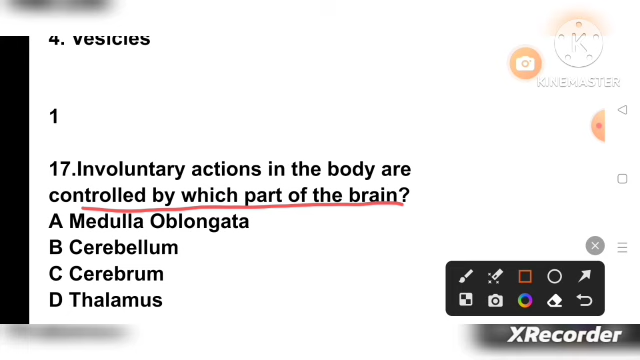 4. Vesicles
KINEMASTER
1
17.Involuntary actions in the body are
controlled by which part of the brain?
A Medulla Oblongata
B Cerebellum
C Cerebrum
D Thalamus
XRecorder